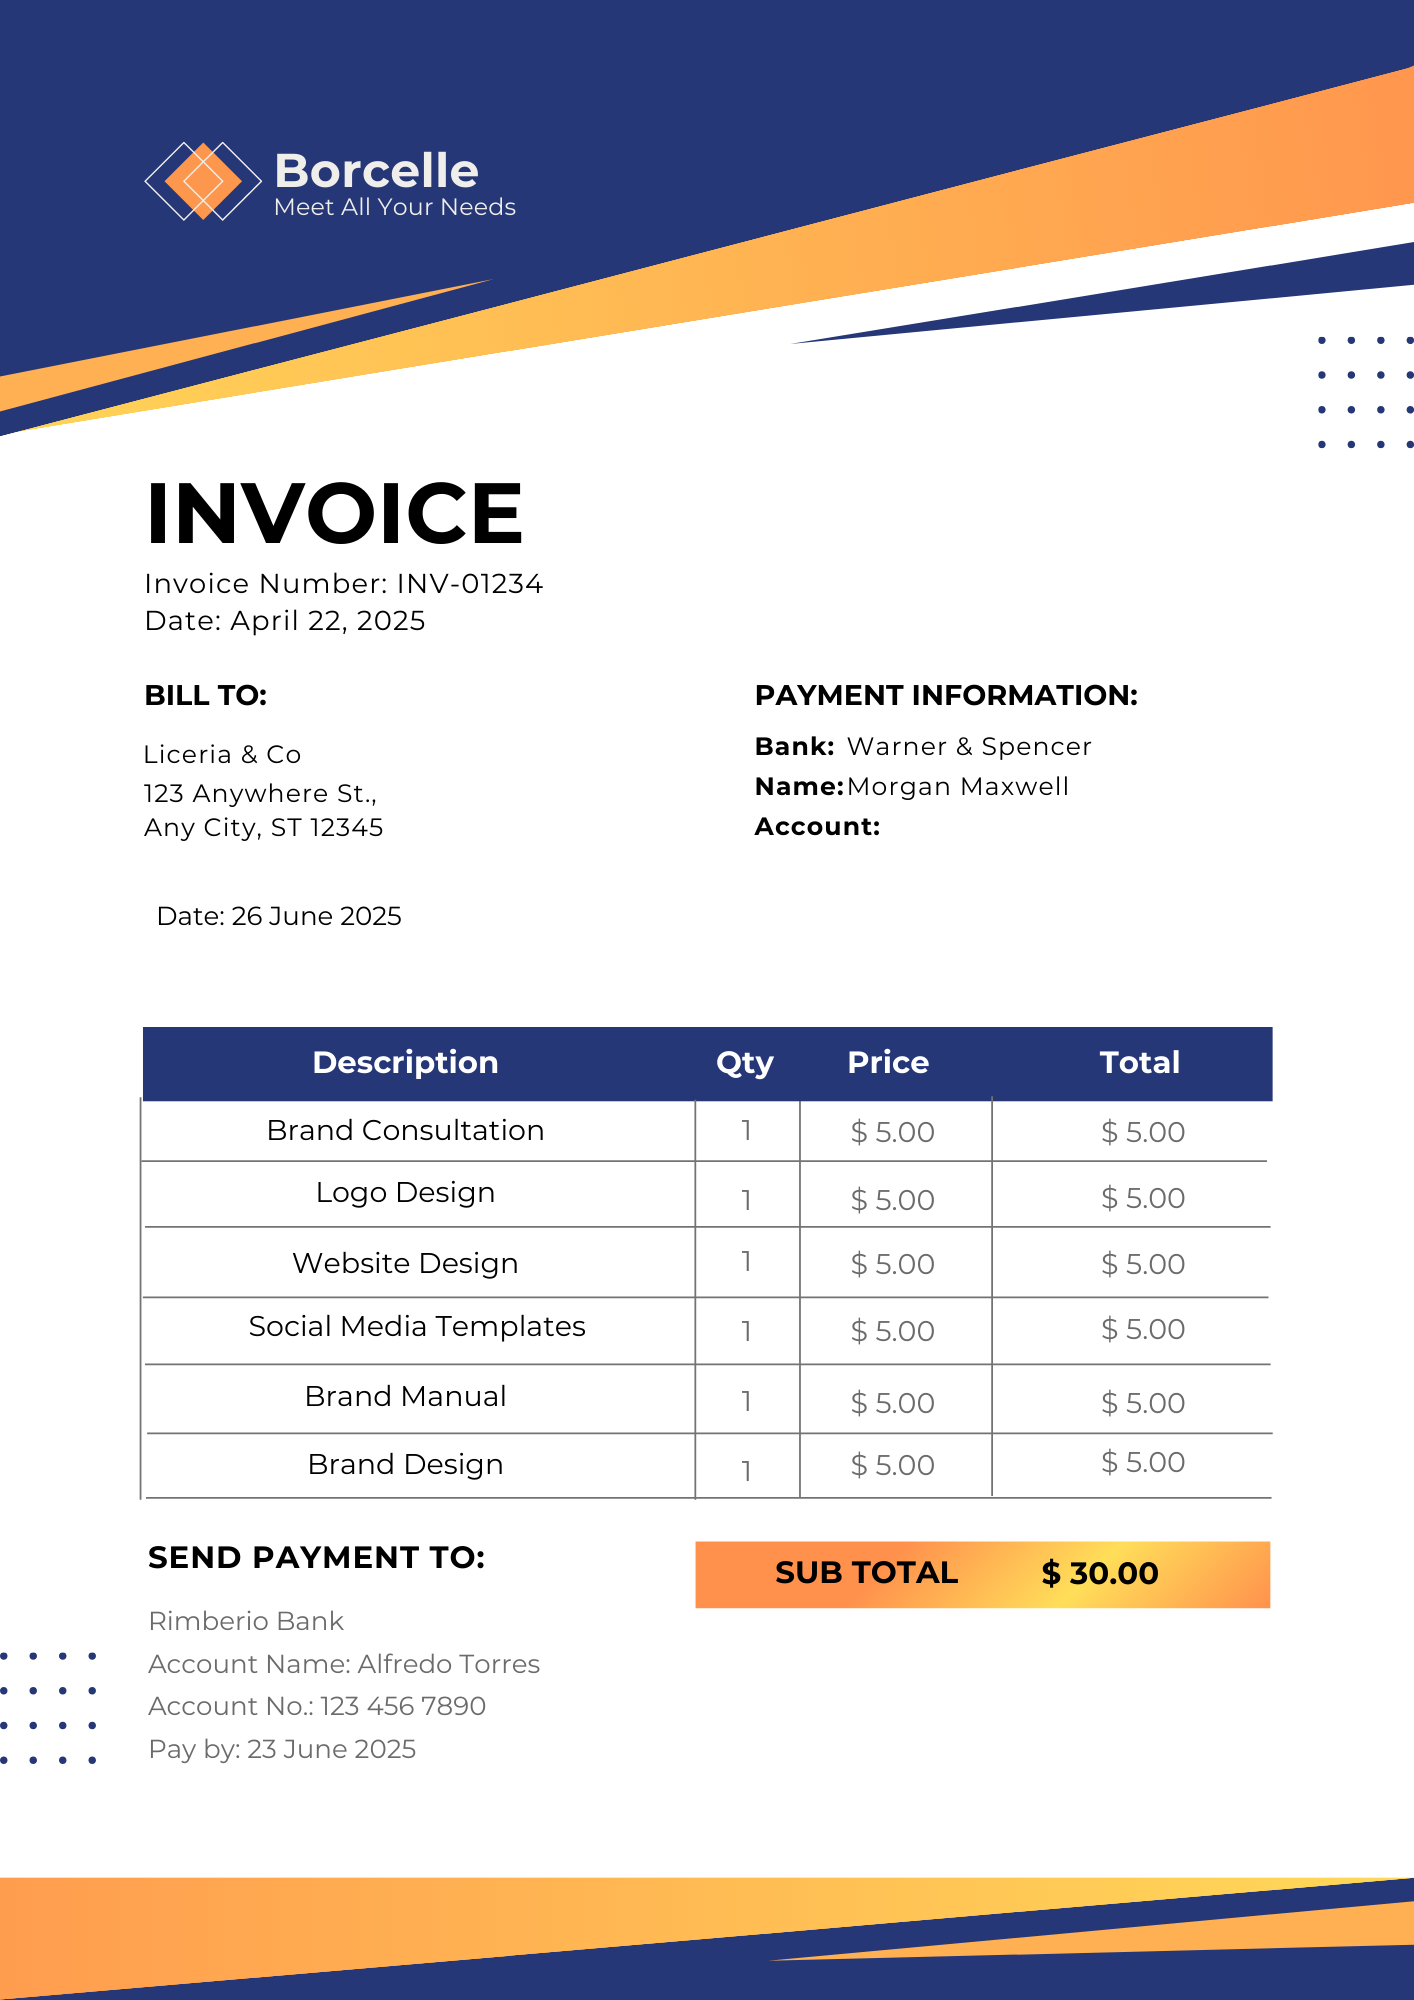 Borcelle
Meet All Your Needs
INVOICE
Invoice Number: INV-01234
Date: April 22, 2025
BILL TO:
Liceria & Co
123 Anywhere St.,
Any City, ST 12345
PAYMENT INFORMATION:
Bank: Warner & Spencer
Name: Morgan Maxwell
Account:
Date: 26 June 2025
Description Qty Price Total
Brand Consultation 1 $ 5.00 $ 5.00
Logo Design 1 $ 5.00 $ 5.00
Website Design 1 $ 5.00 $ 5.00
Social Media Templates 1 $ 5.00 $ 5.00
Brand Manual 1 $ 5.00 $ 5.00
Brand Design 1 $ 5.00 $ 5.00
SUB TOTAL $ 30.00
SEND PAYMENT TO:
Rimberio Bank
Account Name: Alfredo Torres
Account No.: 123 456 7890
Pay by: 23 June 2025